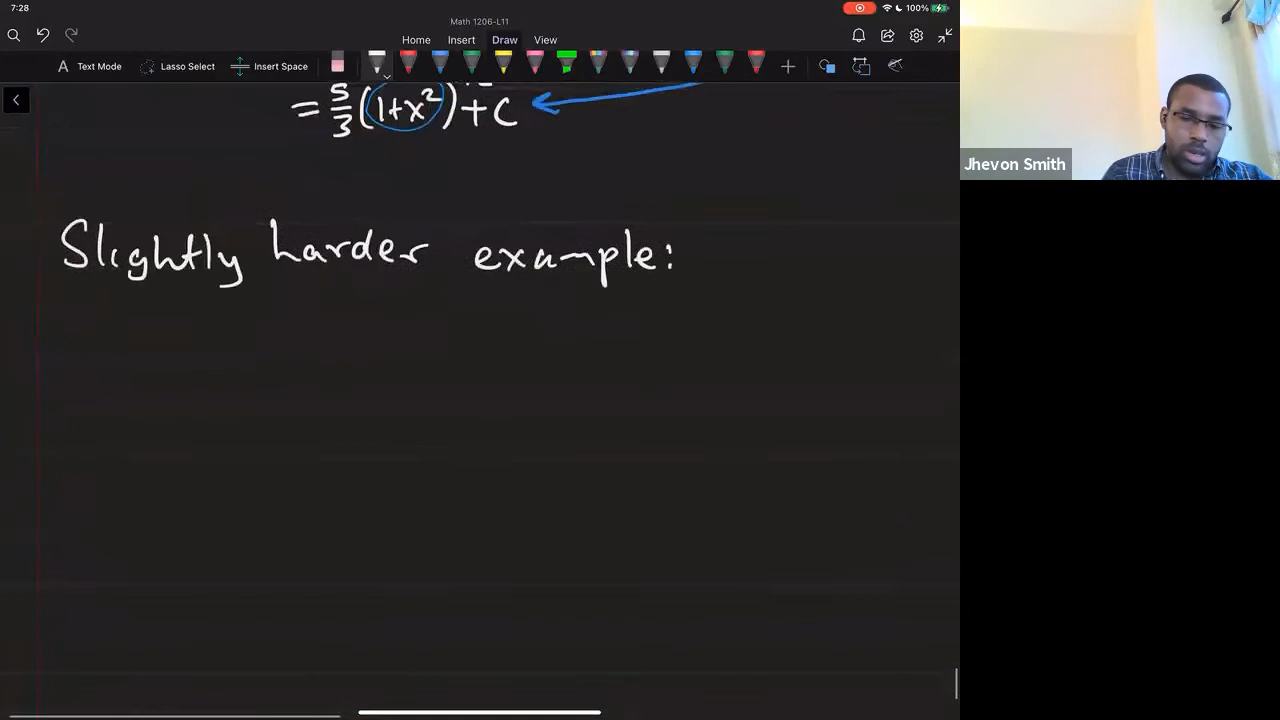 7:28
100%
Math 1206-L11
Home Insert Draw View
Text Mode Lasso Select Insert Space
= 5/3 (1+x²) + C
Slightly harder example:
Jhevon Smith